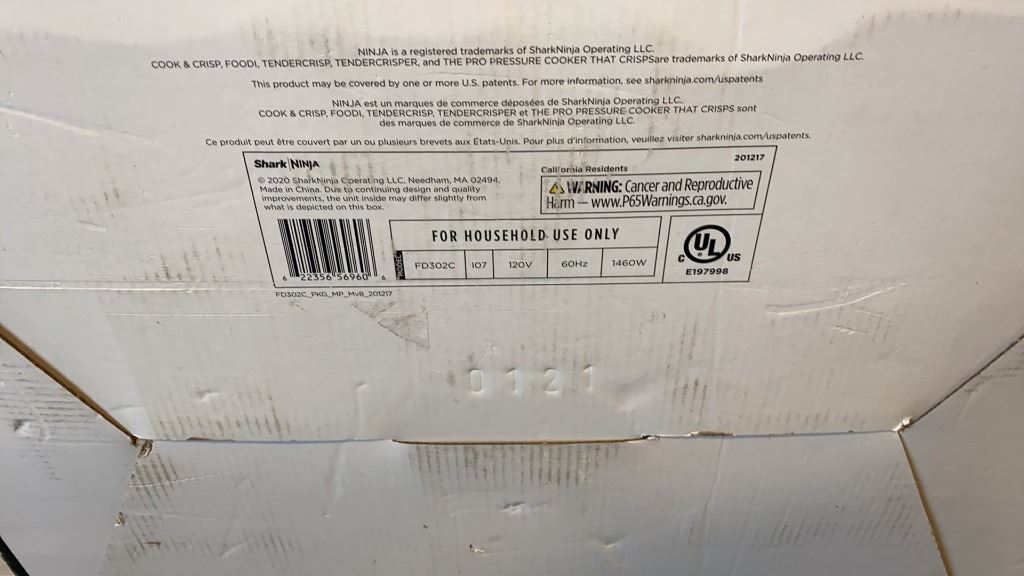 NINJA is a registered trademarks of SharkNinja Operating LLC.
COOK & CRISP, FOODI, TENDERCRISP, TENDERCRISPER, and THE PRO PRESSURE COOKER THAT CRISPSare trademarks of SharkNinja Operating LLC.
This product may be covered by one or more U.S. patents. For more information, see sharkninja.com/uspatents
NINJA est un marques de commerce déposées de SharkNinja Operating LLC.
COOK & CRISP, FOODI, TENDERCRISP, TENDERCRISPER et THE PRO PRESSURE COOKER THAT CRISPS sont
des marques de commerce de SharkNinja Operating LLC.
Ce produit peut être couvert par un ou plusieurs brevets aux États-Unis. Pour plus d'information, veuillez visiter sharkninja.com/uspatents.
Shark|NINJA
© 2020 SharkNinja Operating LLC, Needham, MA 02494.
Made in China. Due to continuing design and quality
improvements, the unit inside may differ slightly from
what is depicted on this box.
201217
California Residents
⚠ WARNING: Cancer and Reproductive
Harm — www.P65Warnings.ca.gov.
6 22356 56960 6
FOR HOUSEHOLD USE ONLY
MODEL FD302C 107 120V 60Hz 1460W
C UL US
E197998
FD302C_PKG_MP_Mv8_201217
0121